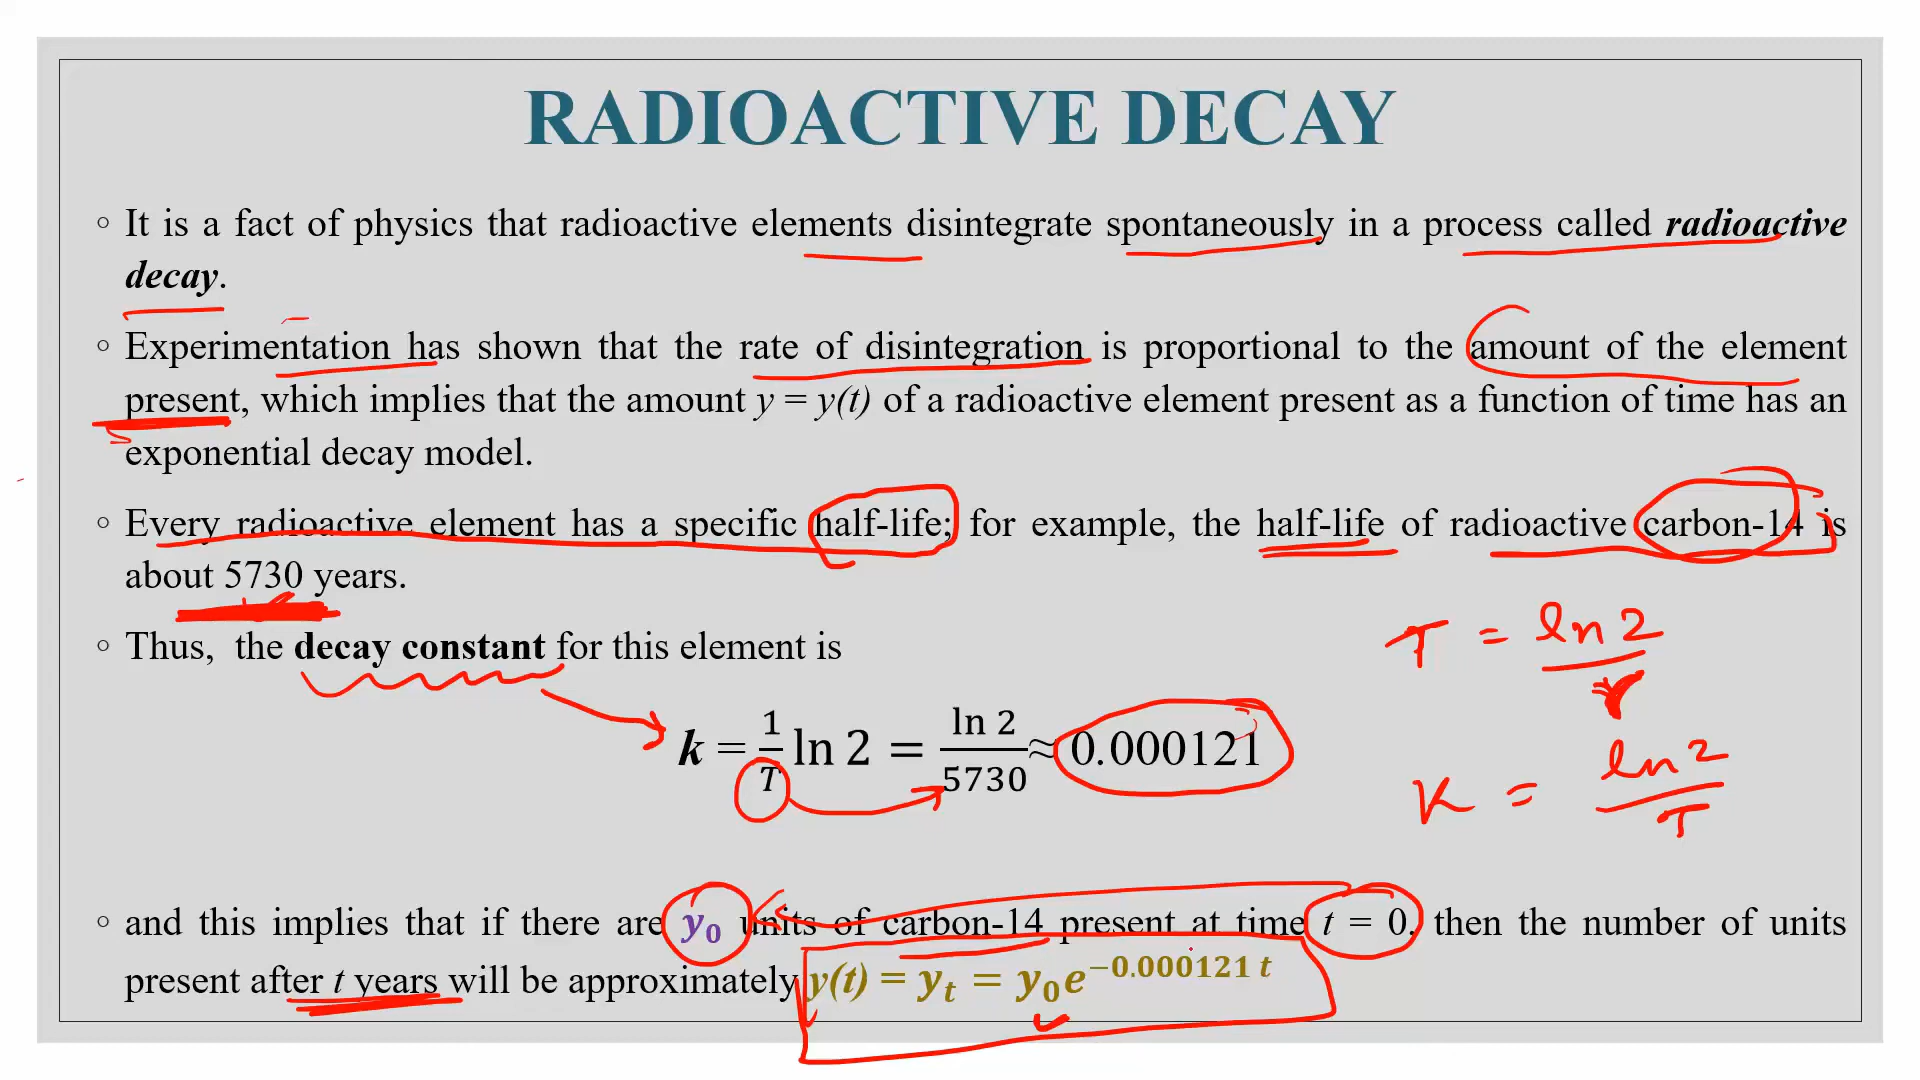 RADIOACTIVE DECAY
◦ It is a fact of physics that radioactive elements disintegrate spontaneously in a process called radioactive
decay.
◦ Experimentation has shown that the rate of disintegration is proportional to the amount of the element
present, which implies that the amount y = y(t) of a radioactive element present as a function of time has an
exponential decay model.
◦ Every radioactive element has a specific half-life; for example, the half-life of radioactive carbon-14 is
about 5730 years.
◦ Thus, the decay constant for this element is
T = ln 2 /
k = 1/T ln 2 = ln 2/5730 ≈ 0.000121
K = ln 2 / T
◦ and this implies that if there are y₀ units of carbon-14 present at time t = 0, then the number of units
present after t years will be approximately y(t) = yₜ = y₀e^(−0.000121 t)